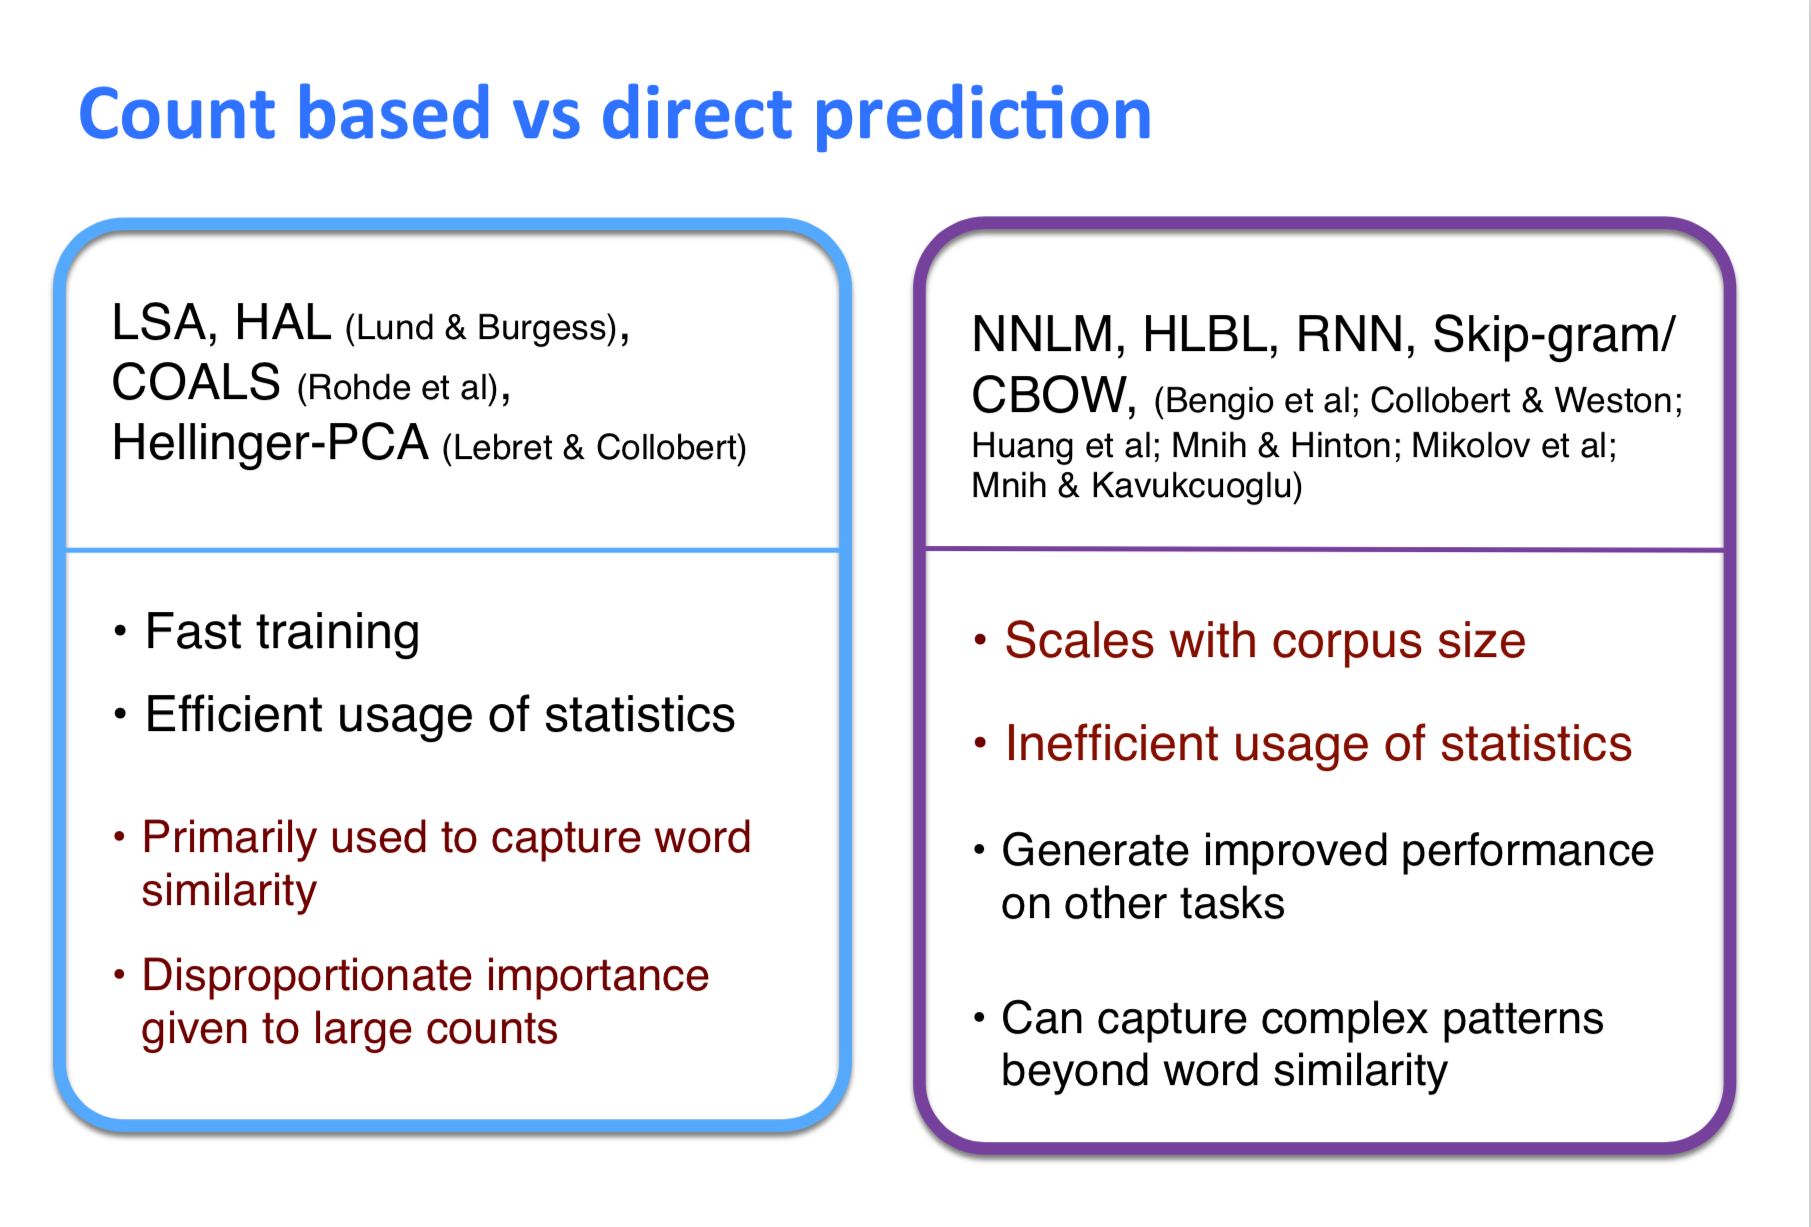 Count based vs direct prediction
LSA, HAL (Lund & Burgess),
COALS (Rohde et al),
Hellinger-PCA (Lebret & Collobert)
• Fast training
• Efficient usage of statistics
• Primarily used to capture word
similarity
• Disproportionate importance
given to large counts
NNLM, HLBL, RNN, Skip-gram/
CBOW, (Bengio et al; Collobert & Weston;
Huang et al; Mnih & Hinton; Mikolov et al;
Mnih & Kavukcuoglu)
• Scales with corpus size
• Inefficient usage of statistics
• Generate improved performance
on other tasks
• Can capture complex patterns
beyond word similarity